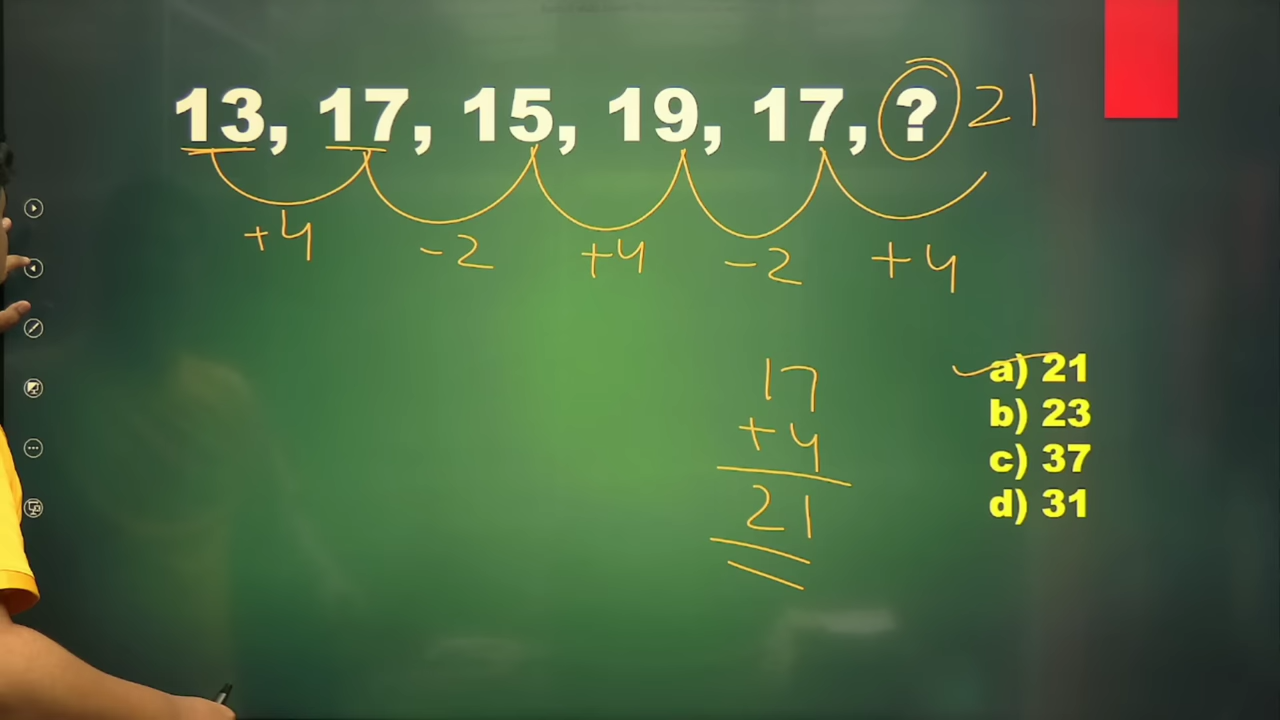 13, 17, 15, 19, 17, ? 21
+4 -2 +4 -2 +4
17
+4
21
a) 21
b) 23
c) 37
d) 31